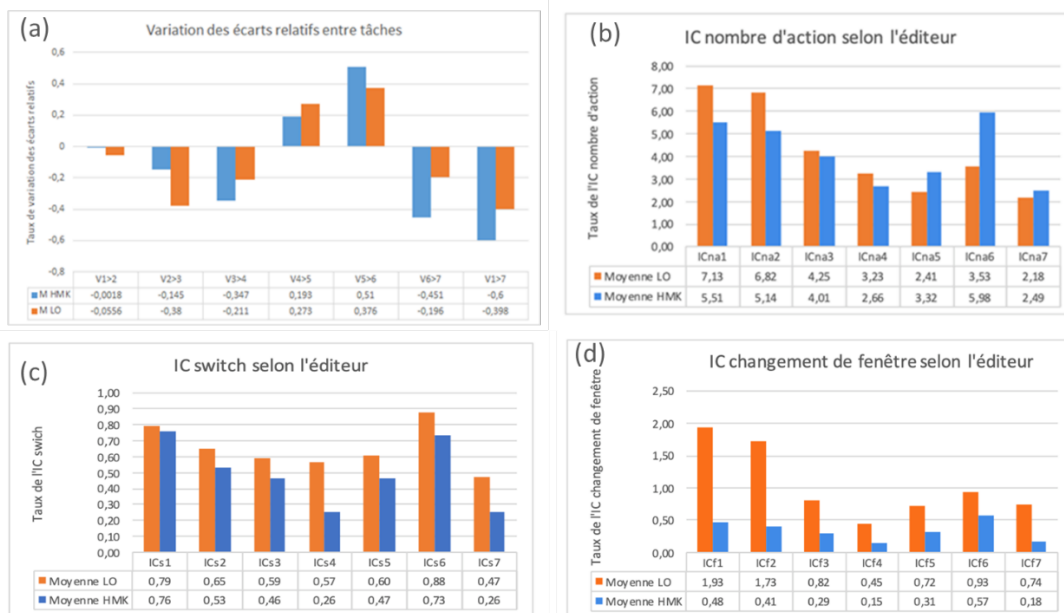 (a)
Variation des écarts relatifs entre tâches
Taux de variation des écarts relatifs
0,6
0,4
0,2
0
-0,2
-0,4
-0,6
-0,8
V1>2 V2>3 V3>4 V4>5 V5>6 V6>7 V1>7
M HMK -0,0018 -0,145 -0,347 0,193 0,51 -0,451 -0,6
M LO -0,0556 -0,38 -0,211 0,273 0,376 -0,196 -0,398
(b)
IC nombre d'action selon l'éditeur
Taux de l'IC nombre d'action
8,00
7,00
6,00
5,00
4,00
3,00
2,00
1,00
0,00
ICna1 ICna2 ICna3 ICna4 ICna5 ICna6 ICna7
Moyenne LO 7,13 6,82 4,25 3,23 2,41 3,53 2,18
Moyenne HMK 5,51 5,14 4,01 2,66 3,32 5,98 2,49
(c)
IC switch selon l'éditeur
Taux de l'IC swich
1,00
0,90
0,80
0,70
0,60
0,50
0,40
0,30
0,20
0,10
0,00
ICs1 ICs2 ICs3 ICs4 ICs5 ICs6 ICs7
Moyenne LO 0,79 0,65 0,59 0,57 0,60 0,88 0,47
Moyenne HMK 0,76 0,53 0,46 0,26 0,47 0,73 0,26
(d)
IC changement de fenêtre selon l'éditeur
Taux de l'IC changement de fenêtre
2,50
2,00
1,50
1,00
0,50
0,00
ICf1 ICf2 ICf3 ICf4 ICf5 ICf6 ICf7
Moyenne LO 1,93 1,73 0,82 0,45 0,72 0,93 0,74
Moyenne HMK 0,48 0,41 0,29 0,15 0,31 0,57 0,18